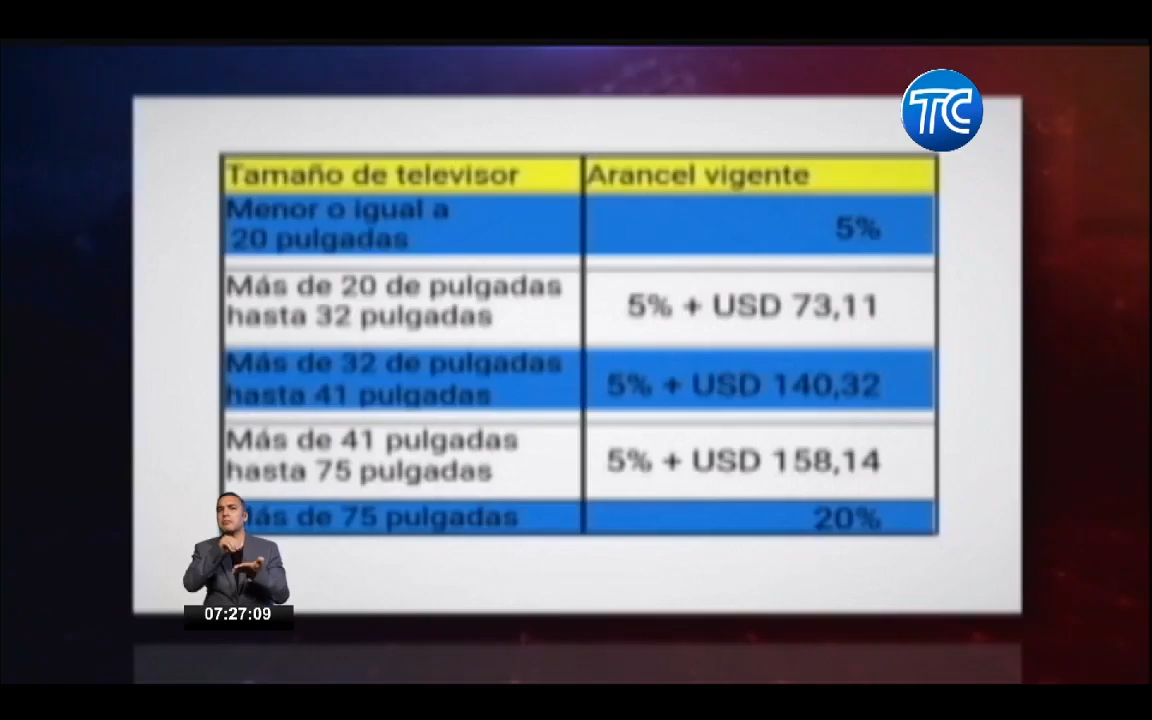 TC
Tamaño de televisor
Arancel vigente
Menor o igual a
20 pulgadas
5%
Más de 20 de pulgadas
hasta 32 pulgadas
5% + USD 73,11
Más de 32 de pulgadas
hasta 41 pulgadas
5% + USD 140,32
Más de 41 pulgadas
hasta 75 pulgadas
5% + USD 158,14
Más de 75 pulgadas
20%
07:27:09